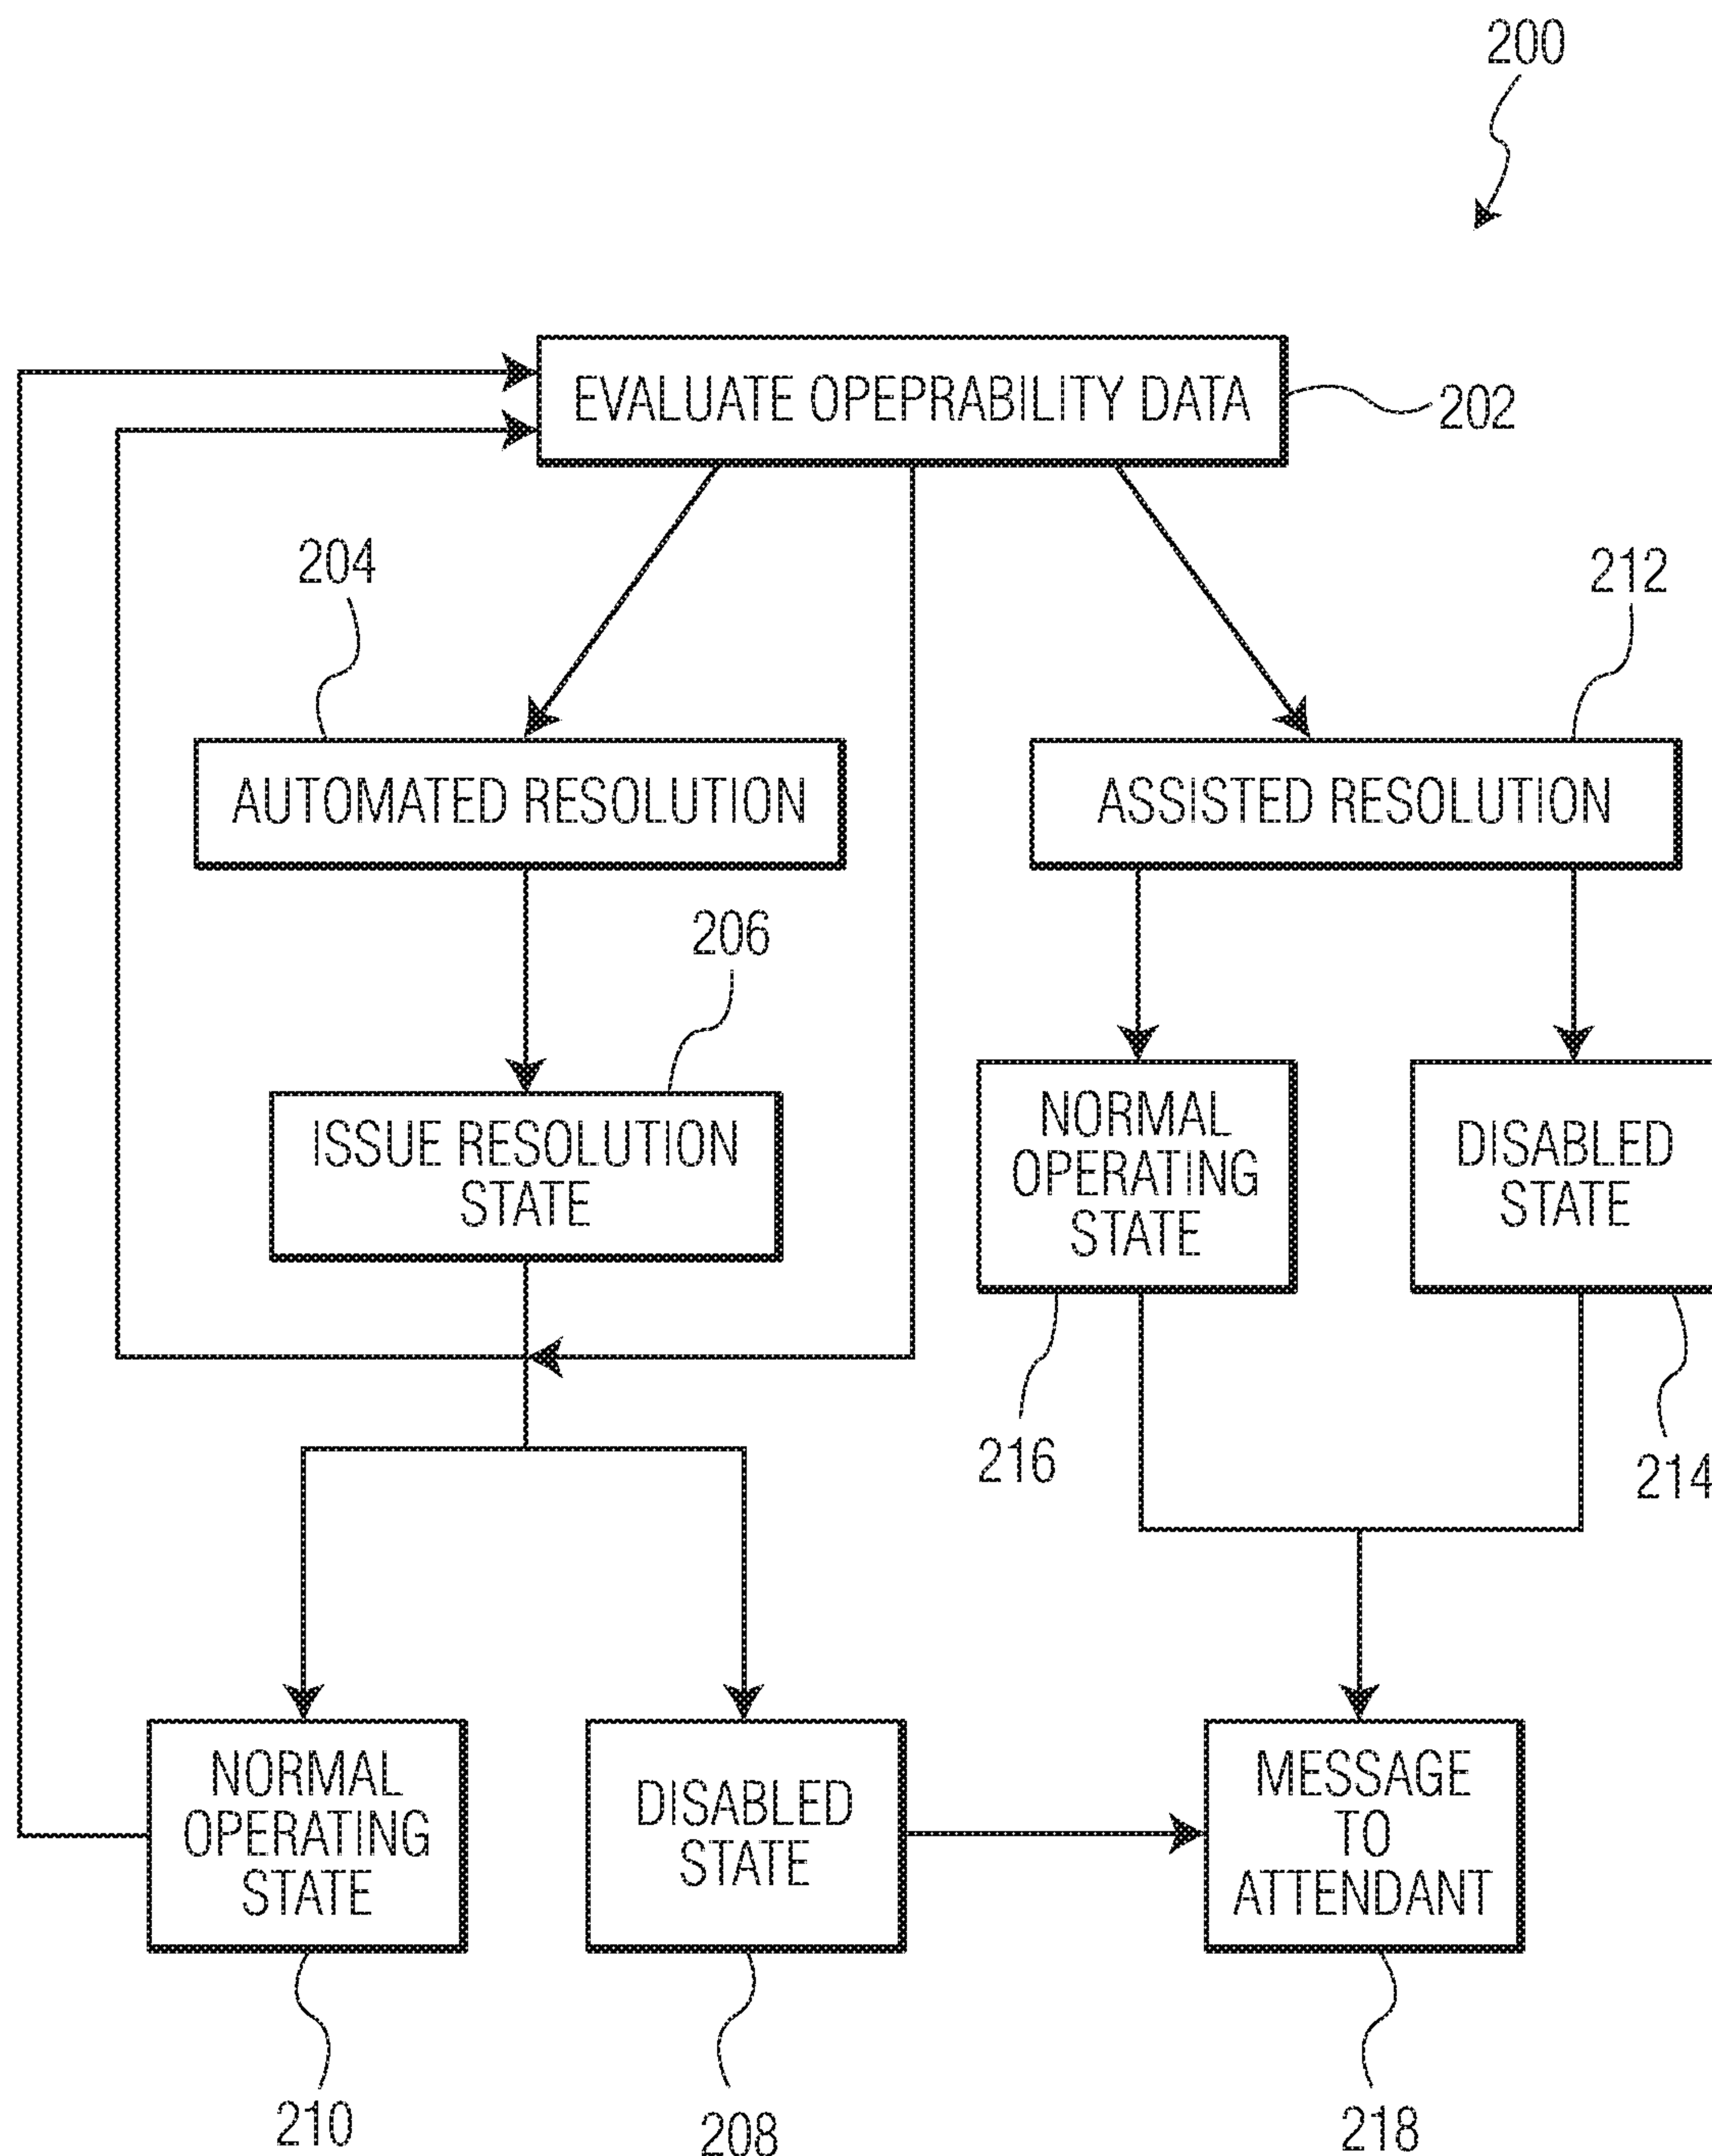 200
EVALUATE OPEPRABILITY DATA
202
204
212
AUTOMATED RESOLUTION
ASSISTED RESOLUTION
206
ISSUE RESOLUTION
STATE
NORMAL
OPERATING
STATE
DISABLED
STATE
216
214
NORMAL
OPERATING
STATE
DISABLED
STATE
MESSAGE
TO
ATTENDANT
210
208
218